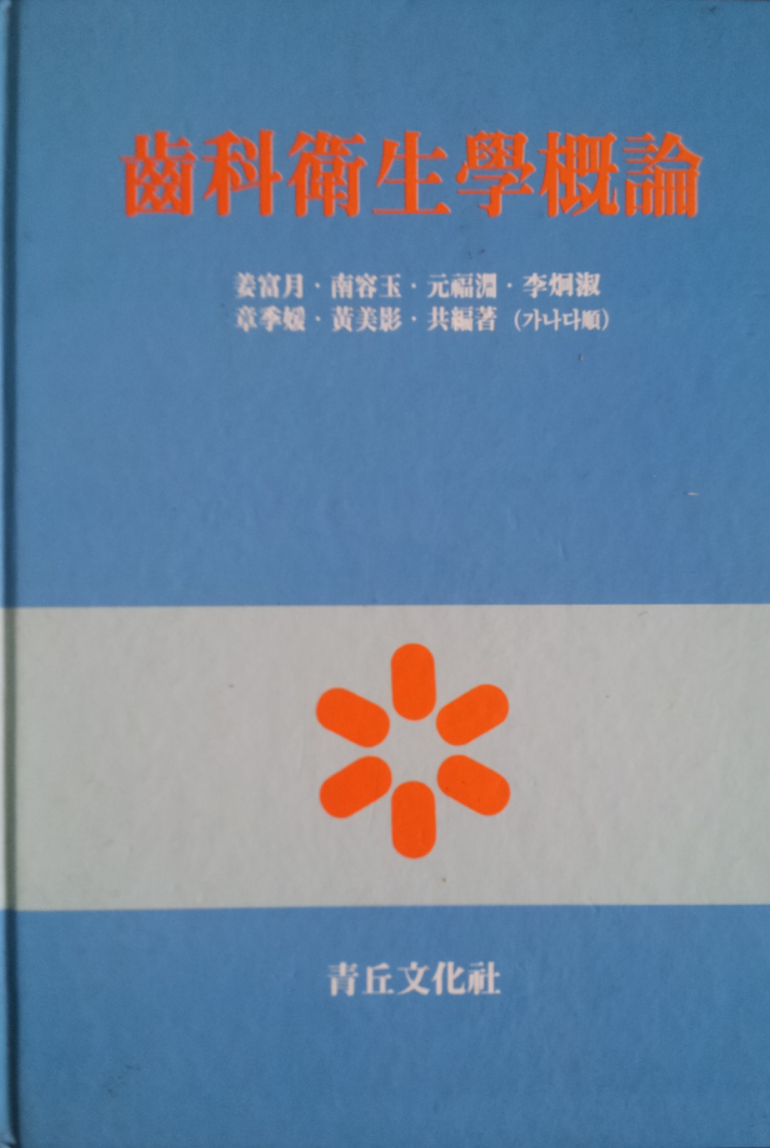 齒科衛生學概論
姜富月 · 南容玉 · 元福淵 · 李炯淑
章季媛 · 黃美影 · 共編著 (가나다順)
青丘文化社